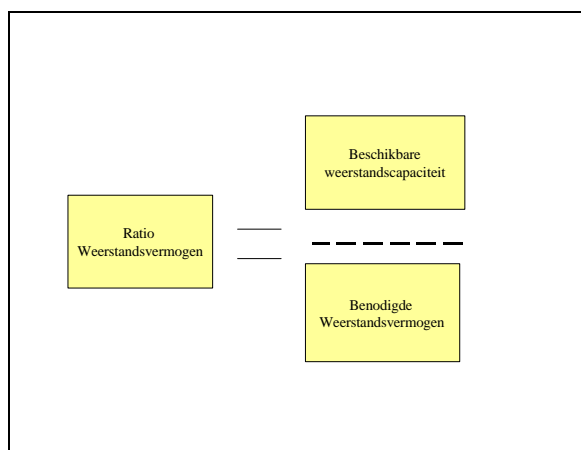 Beschikbare
weerstandscapaciteit
Ratio
Weerstandsvermogen
Benodigde
Weerstandsvermogen